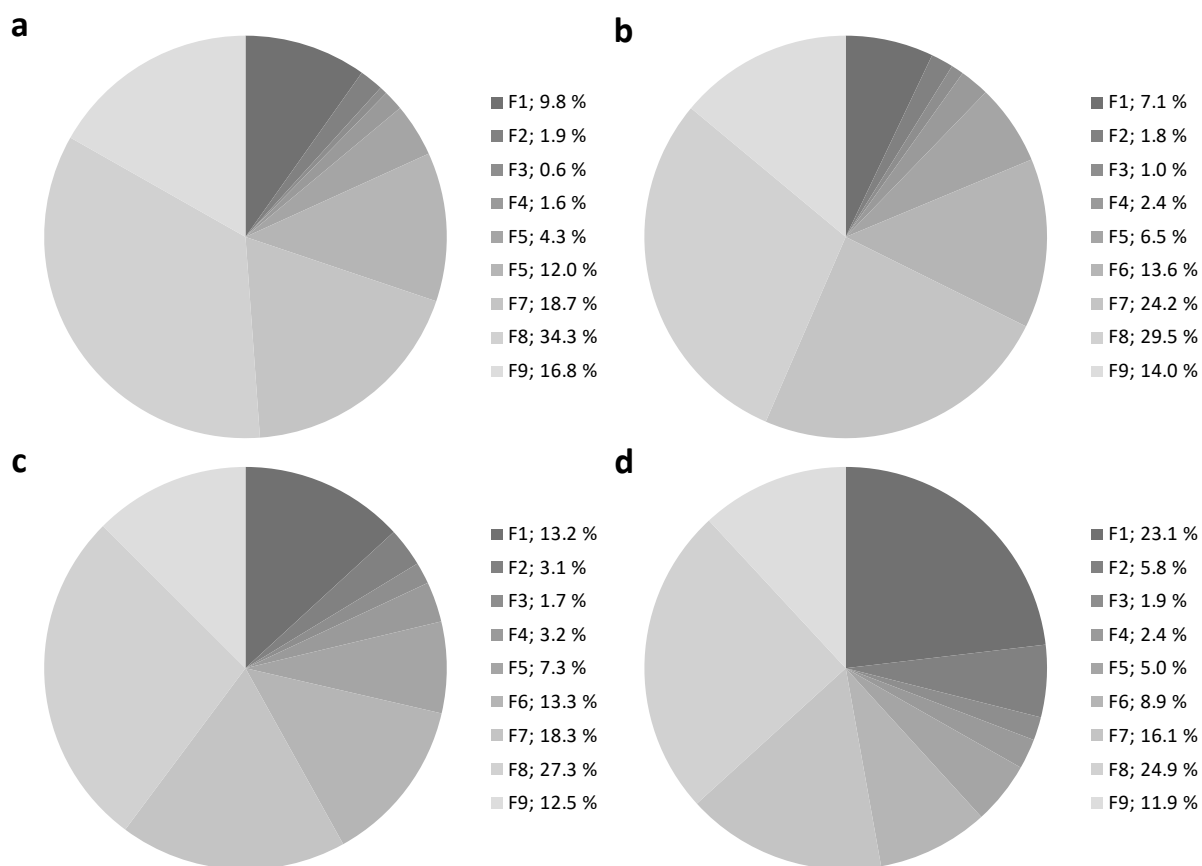 a
F1; 9.8 %
F2; 1.9 %
F3; 0.6 %
F4; 1.6 %
F5; 4.3 %
F5; 12.0 %
F7; 18.7 %
F8; 34.3 %
F9; 16.8 %
b
F1; 7.1 %
F2; 1.8 %
F3; 1.0 %
F4; 2.4 %
F5; 6.5 %
F6; 13.6 %
F7; 24.2 %
F8; 29.5 %
F9; 14.0 %
c
F1; 13.2 %
F2; 3.1 %
F3; 1.7 %
F4; 3.2 %
F5; 7.3 %
F6; 13.3 %
F7; 18.3 %
F8; 27.3 %
F9; 12.5 %
d
F1; 23.1 %
F2; 5.8 %
F3; 1.9 %
F4; 2.4 %
F5; 5.0 %
F6; 8.9 %
F7; 16.1 %
F8; 24.9 %
F9; 11.9 %